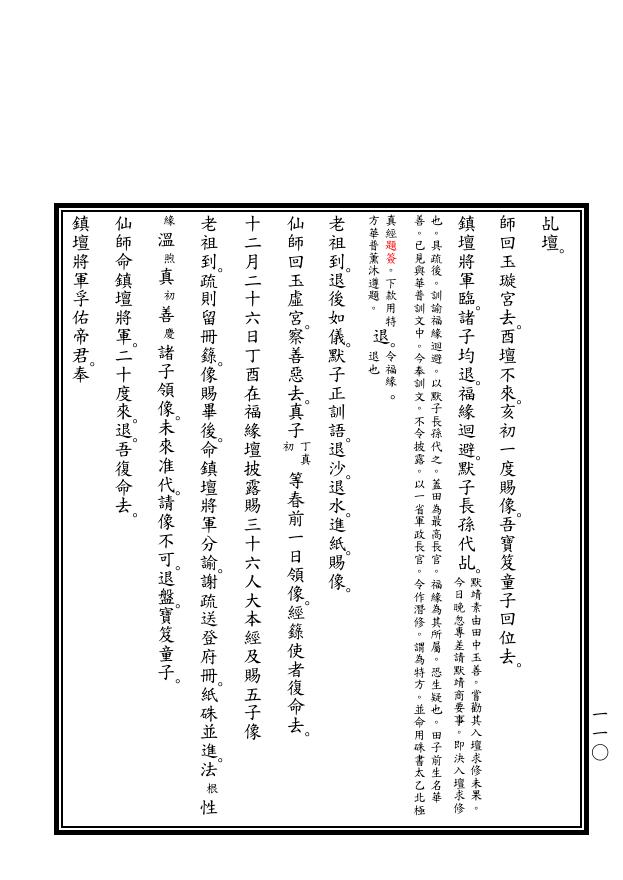 乩壇。
師回玉璇宮去。酉壇不來。亥初一度賜像。吾寶笈童子回位去。
鎮壇將軍臨。諸子均退。福緣迴避。默子長孫代乩。默靖素由田中玉善。嘗勸其入壇求修未果。今日晚忽專差請默靖商要事。即決入壇求修
也。具疏後。訓諭福緣迴避。以默子長孫代之。蓋田為最高長官。福緣為其所屬。恐生疑也。田子前生名華
善。已見與華普訓文中。今奉訓文。不令披露。以一省軍政長官。令作潛修。謂為特方。並命用硃書太乙北極
真經題簽。下款用特方華普薰沐遵題。退。令福緣退也。
老祖到。退後如儀。默子正訓語。退沙。退水。進紙。賜像。
仙師回玉虛宮。察善惡去。真子丁真初等春前一日領像。經籙使者復命去。
十二月二十六日丁酉在福緣壇披露賜三十六人大本經及賜五子像
老祖到。疏則留冊籙。像賜畢後。命鎮壇將軍分諭。謝疏送登府冊。紙硃並進。法根性
緣溫煦真初善慶諸子領像。未來准代。請像不可。退盤。寶笈童子。
仙師命鎮壇將軍。二十度來。退。吾復命去。
鎮壇將軍孚佑帝君。奉
一一〇